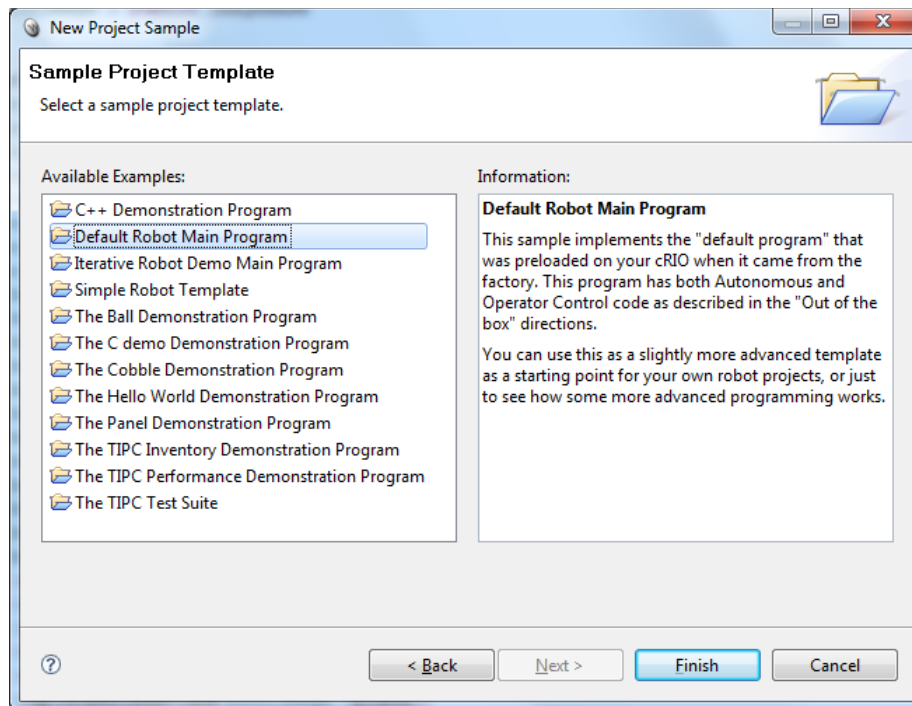 New Project Sample
Sample Project Template
Select a sample project template.
Available Examples:
C++ Demonstration Program
Default Robot Main Program
Iterative Robot Demo Main Program
Simple Robot Template
The Ball Demonstration Program
The C demo Demonstration Program
The Cobble Demonstration Program
The Hello World Demonstration Program
The Panel Demonstration Program
The TIPC Inventory Demonstration Program
The TIPC Performance Demonstration Program
The TIPC Test Suite
Information:
Default Robot Main Program
This sample implements the "default program" that
was preloaded on your cRIO when it came from the
factory. This program has both Autonomous and
Operator Control code as described in the "Out of the
box" directions.
You can use this as a slightly more advanced template
as a starting point for your own robot projects, or just
to see how some more advanced programming works.
?
< Back
Next >
Finish
Cancel